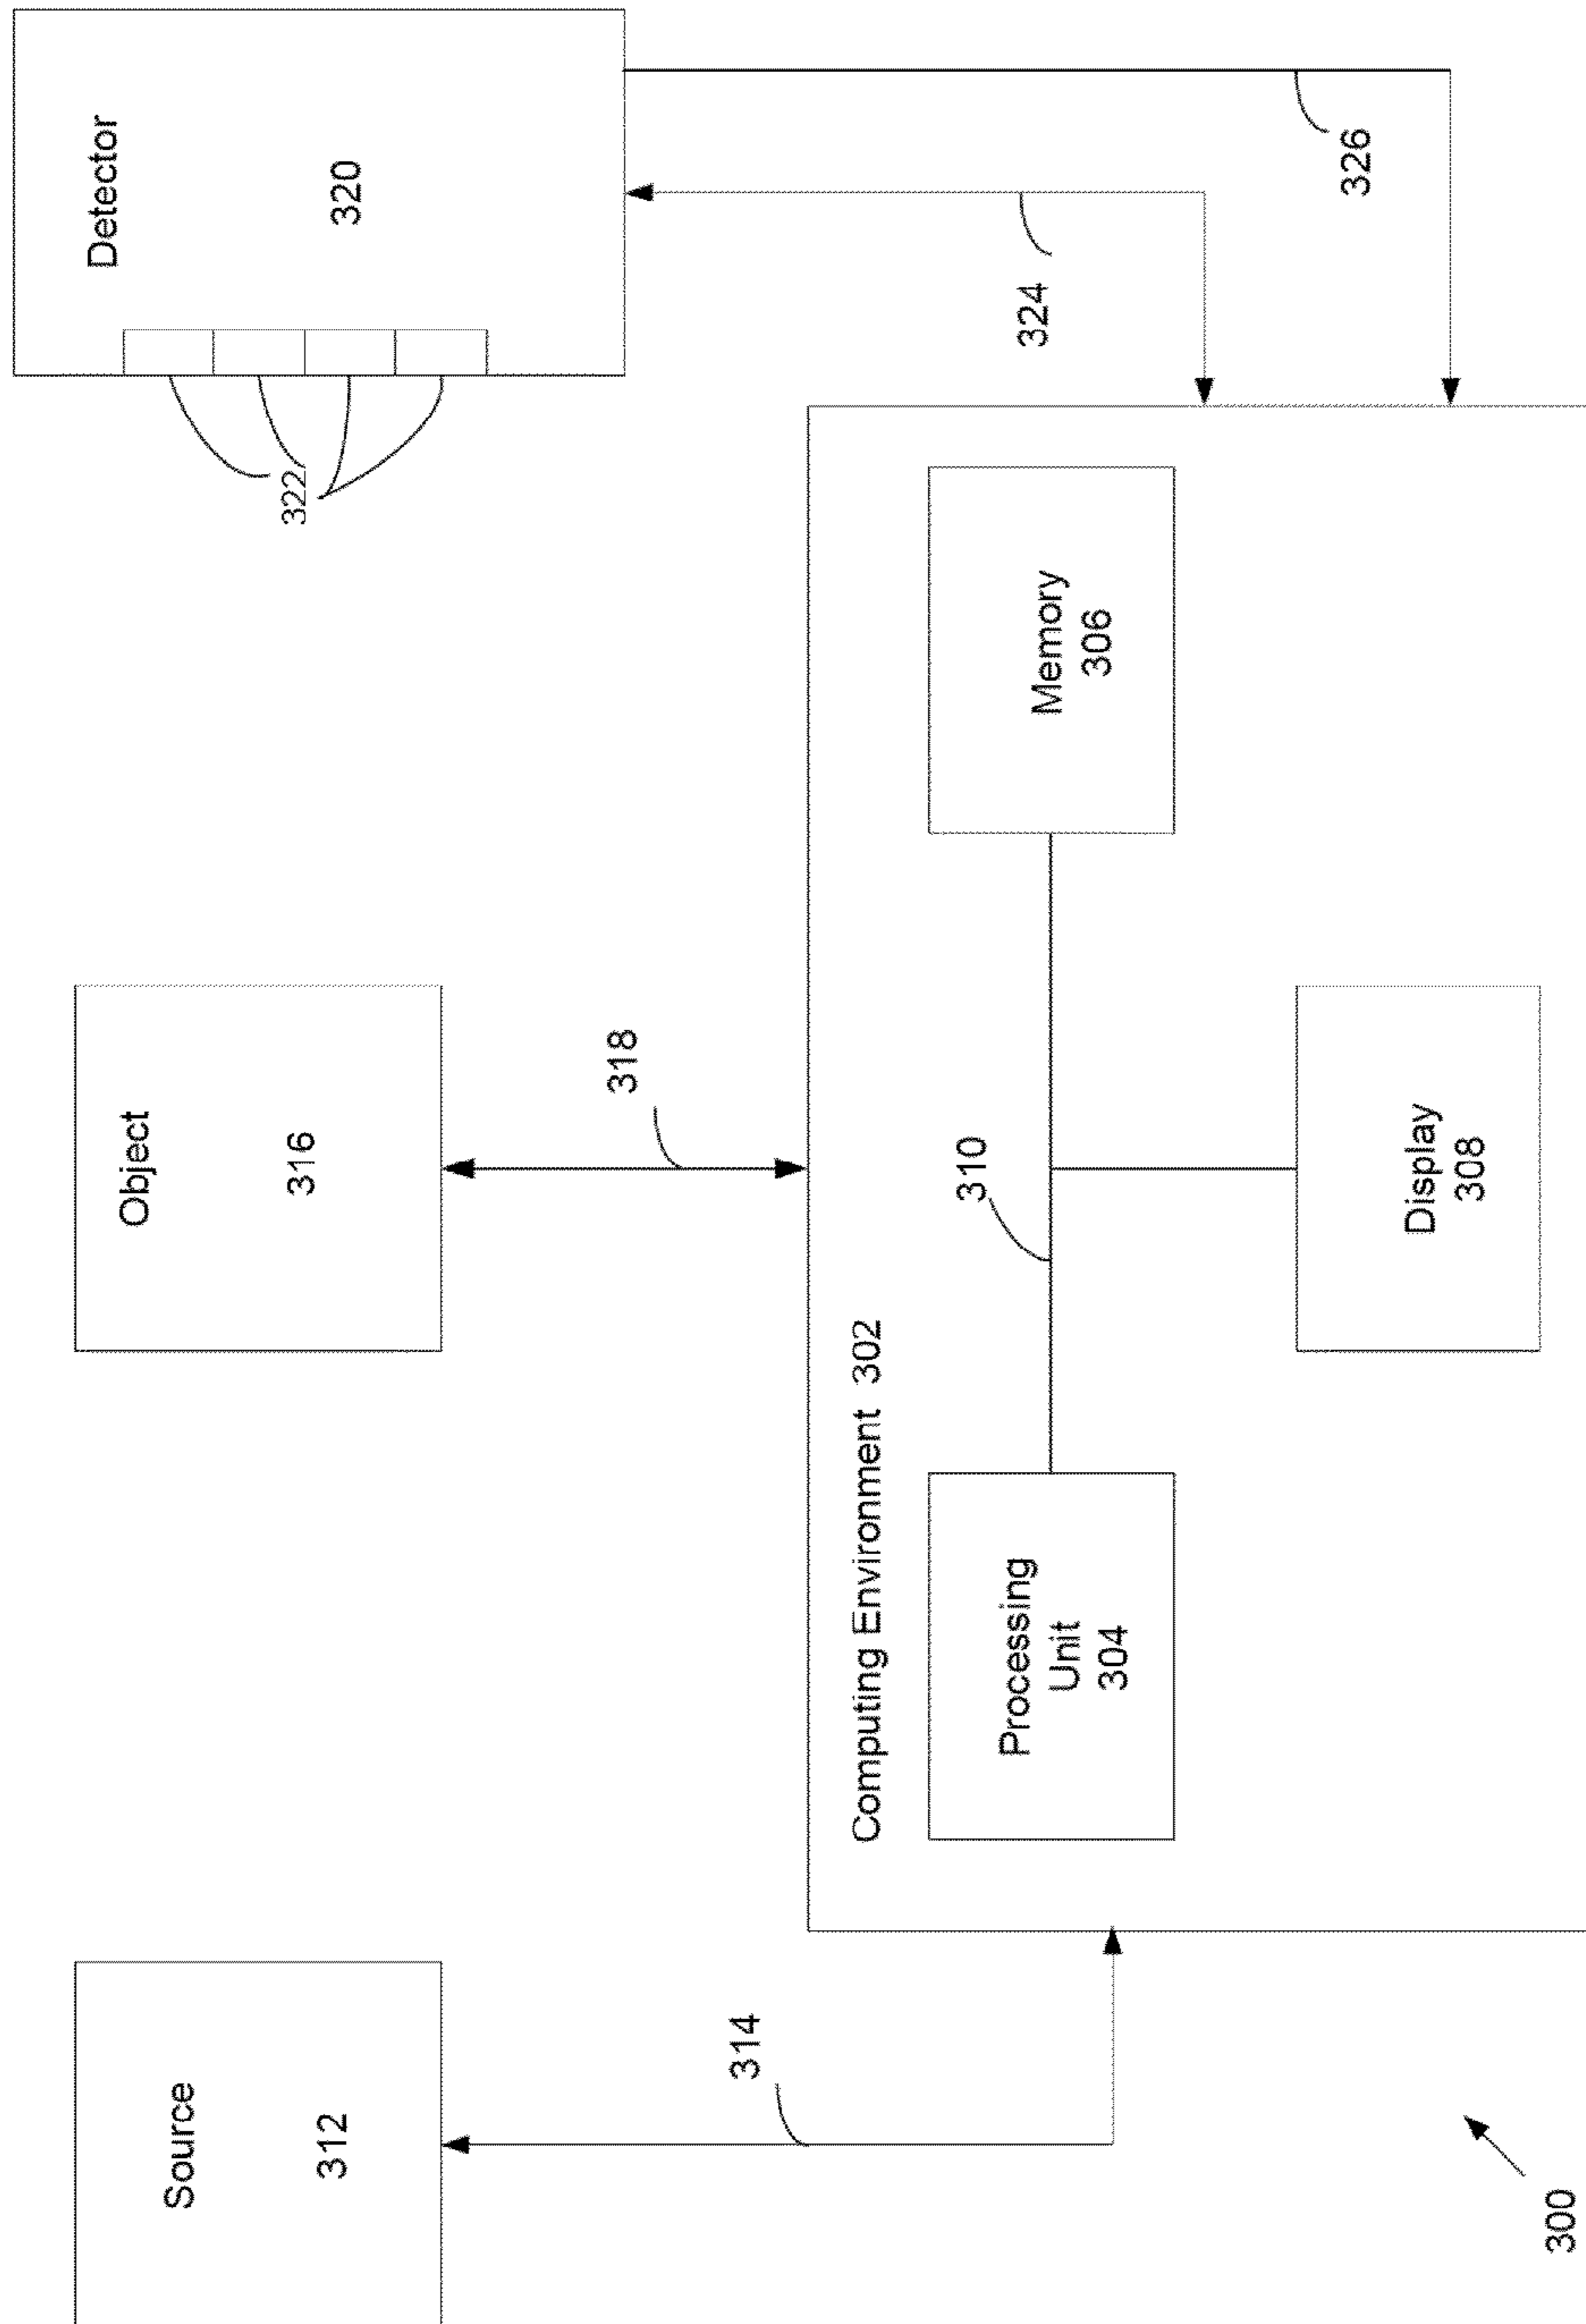 Source
312
Object
316
Detector
320
322
314
318
324
326
Computing Environment 302
310
Processing
Unit
304
Memory
306
Display
308
300